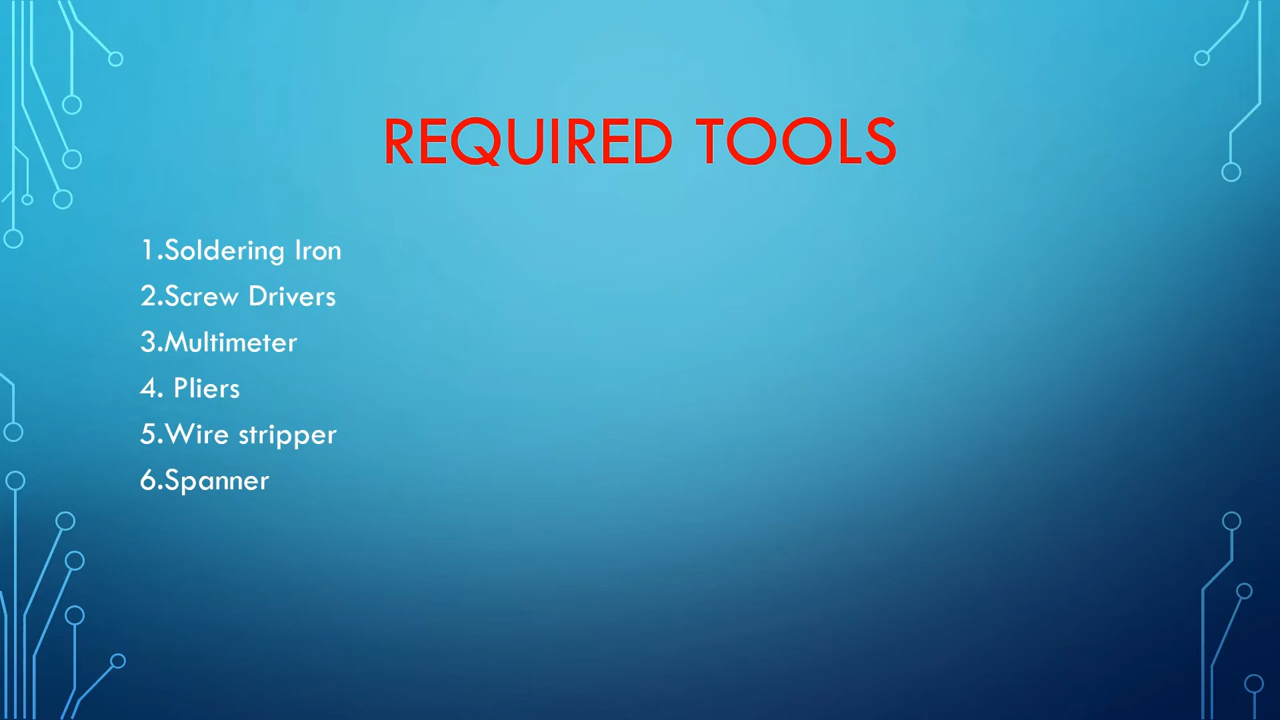 REQUIRED TOOLS
1.Soldering Iron
2.Screw Drivers
3.Multimeter
4. Pliers
5.Wire stripper
6.Spanner